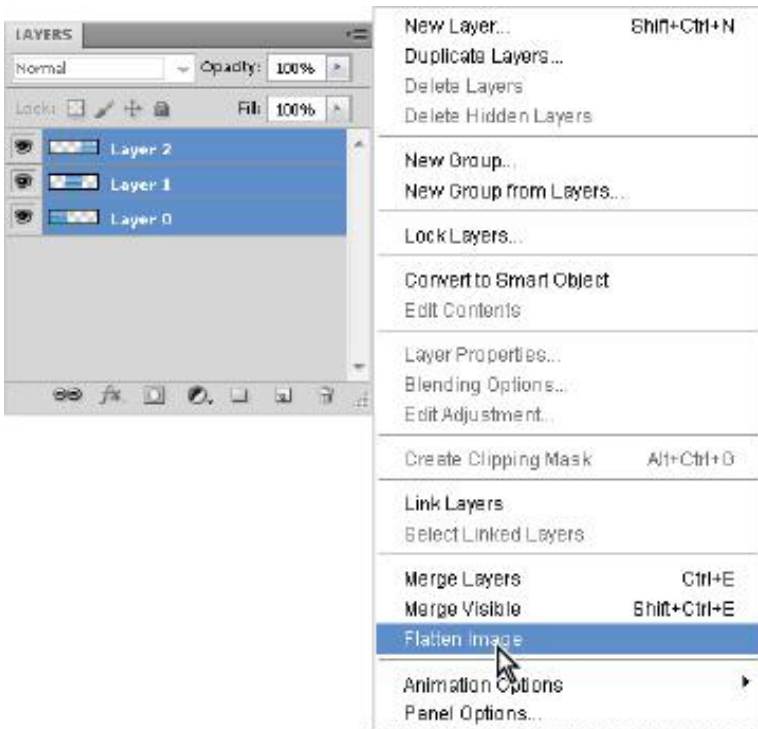 LAYERS
Normal Opacity: 100%
Lock: Fill: 100%
Layer 2
Layer 1
Layer 0
fx
New Layer... Shift+Ctrl+N
Duplicate Layers...
Delete Layers
Delete Hidden Layers
New Group...
New Group from Layers...
Lock Layers...
Convert to Smart Object
Edit Contents
Layer Properties...
Blending Options...
Edit Adjustment...
Create Clipping Mask Alt+Ctrl+G
Link Layers
Select Linked Layers
Merge Layers Ctrl+E
Merge Visible Shift+Ctrl+E
Flatten Image
Animation Options
Panel Options...